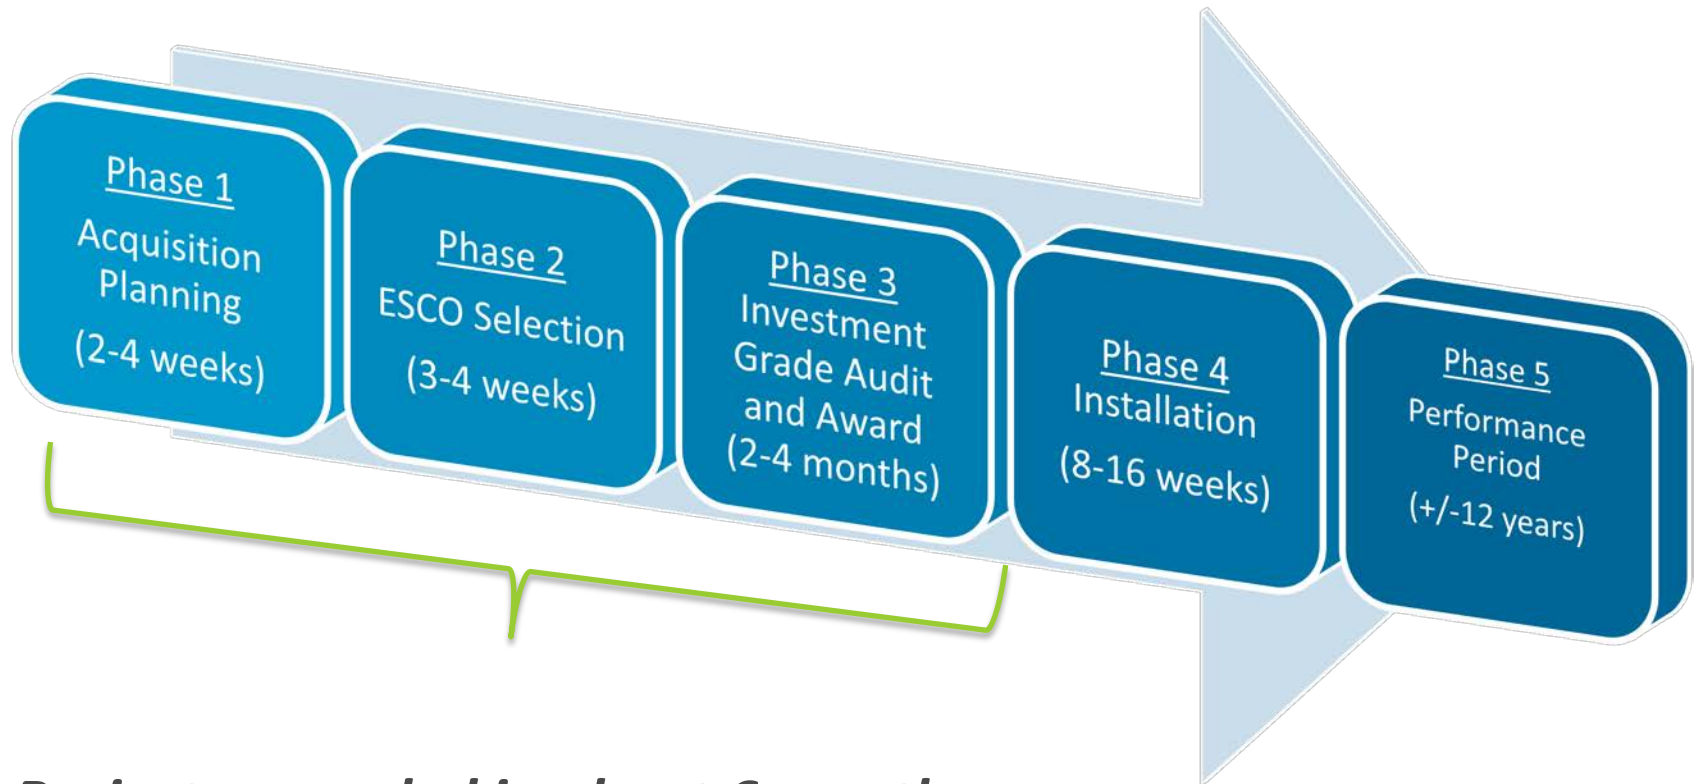 Phase 1
Acquisition
Planning
(2-4 weeks)
Phase 2
ESCO Selection
(3-4 weeks)
Phase 3
Investment
Grade Audit
and Award
(2-4 months)
Phase 4
Installation
(8-16 weeks)
Phase 5
Performance
Period
(+/-12 years)